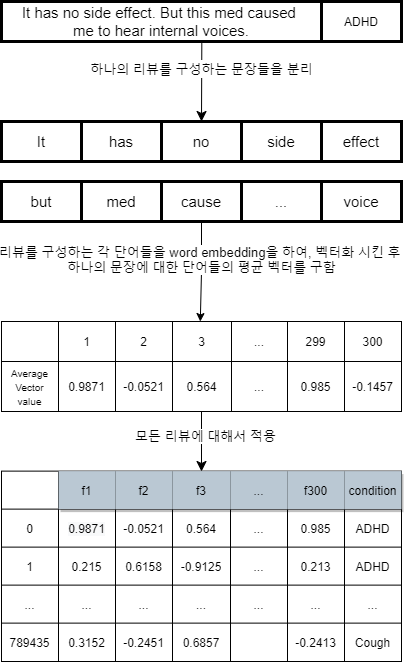 It has no side effect. But this med caused ADHD
me to hear internal voices.
하나의 리뷰를 구성하는 문장들을 분리
It has no side effect
but med cause ... voice
리뷰를 구성하는 각 단어들을 word embedding을 하여, 벡터화 시킨 후
하나의 문장에 대한 단어들의 평균 벡터를 구함
1 2 3 ... 299 300
Average
Vector
value
0.9871 -0.0521 0.564 ... 0.985 -0.1457
모든 리뷰에 대해서 적용
f1 f2 f3 ... f300 condition
0 0.9871 -0.0521 0.564 ... 0.985 ADHD
1 0.215 0.6158 -0.9125 ... 0.213 ADHD
... ... ... ... ... ... ...
789435 0.3152 -0.2451 0.6857 -0.2413 Cough